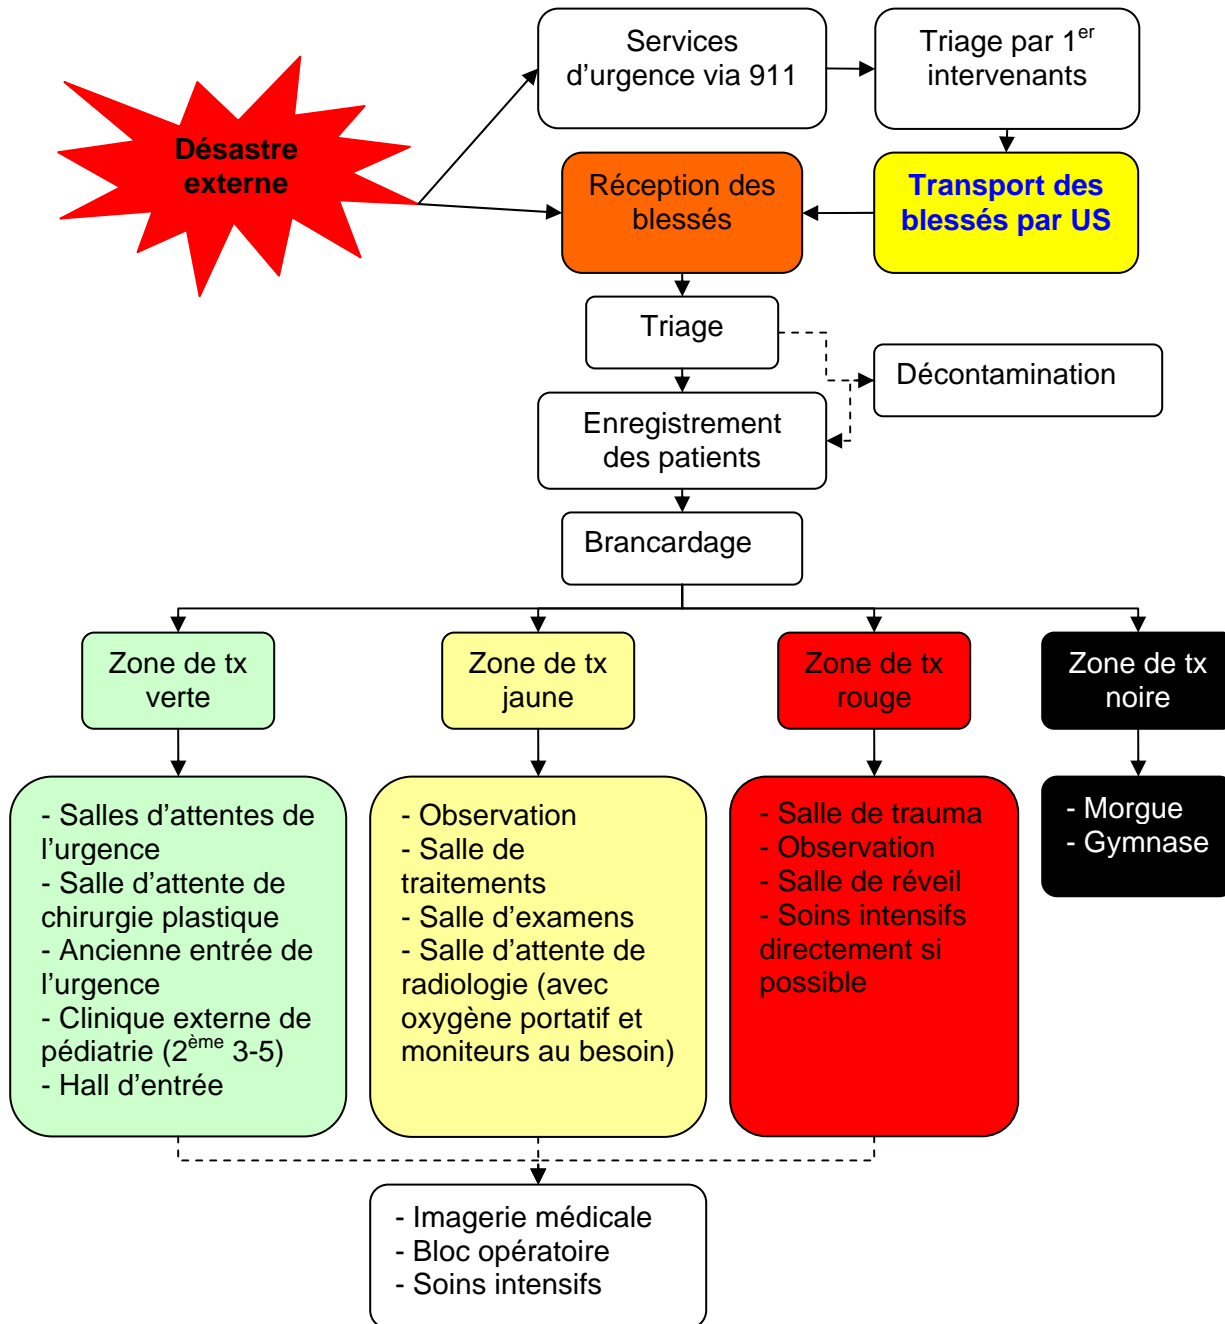 Services
d’urgence via 911
Triage par 1er
intervenants
Désastre
externe
Réception des
blessés
Transport des
blessés par US
Triage
Décontamination
Enregistrement
des patients
Brancardage
Zone de tx
verte
Zone de tx
jaune
Zone de tx
rouge
Zone de tx
noire
- Salles d’attentes de
l’urgence
- Salle d’attente de
chirurgie plastique
- Ancienne entrée de
l’urgence
- Clinique externe de
pédiatrie (2ème 3-5)
- Hall d’entrée
- Observation
- Salle de
traitements
- Salle d’examens
- Salle d’attente de
radiologie (avec
oxygène portatif et
moniteurs au besoin)
- Salle de trauma
- Observation
- Salle de réveil
- Soins intensifs
directement si
possible
- Morgue
- Gymnase
- Imagerie médicale
- Bloc opératoire
- Soins intensifs